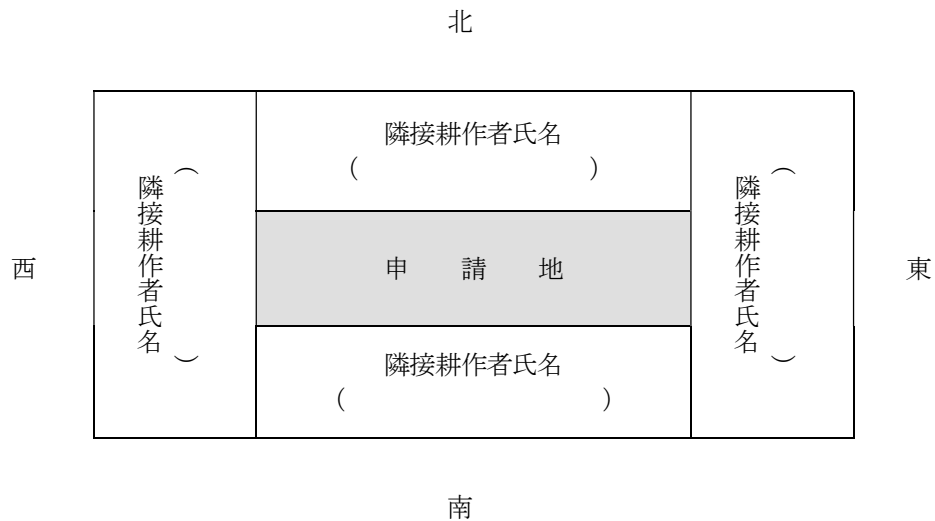 北
隣接耕作者氏名
(　　　　　　　　　)
西
隣接耕作者氏名
(　　　　　　　　　)
申　請　地
隣接耕作者氏名
(　　　　　　　　　)
東
隣接耕作者氏名
(　　　　　　　　　)
南